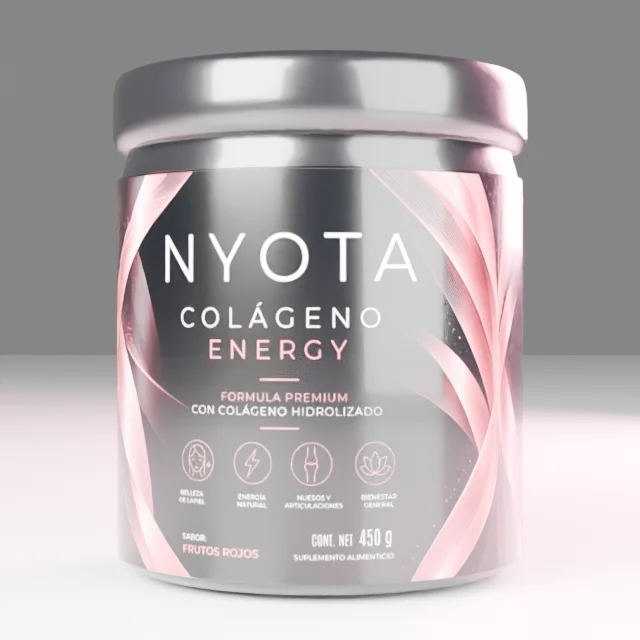 NYOTA
COLÁGENO
ENERGY
FORMULA PREMIUM
CON COLÁGENO HIDROLIZADO
BELLEZA
DE LA PIEL
ENERGÍA
NATURAL
HUESOS Y
ARTICULACIONES
BIENESTAR
GENERAL
SABOR:
FRUTOS ROJOS
CONT. NET 450 g
SUPLEMENTO ALIMENTICIO